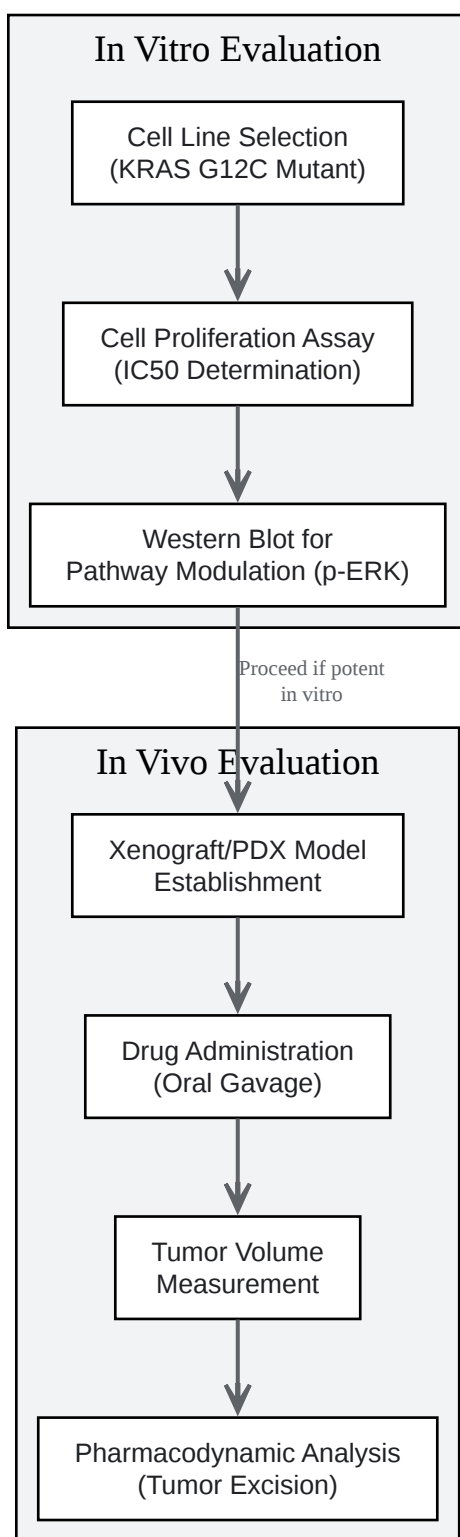 In Vitro Evaluation
Cell Line Selection
(KRAS G12C Mutant)
Cell Proliferation Assay
(IC50 Determination)
Western Blot for
Pathway Modulation (p-ERK)
Proceed if potent
in vitro
In Vivo Evaluation
Xenograft/PDX Model
Establishment
Drug Administration
(Oral Gavage)
Tumor Volume
Measurement
Pharmacodynamic Analysis
(Tumor Excision)